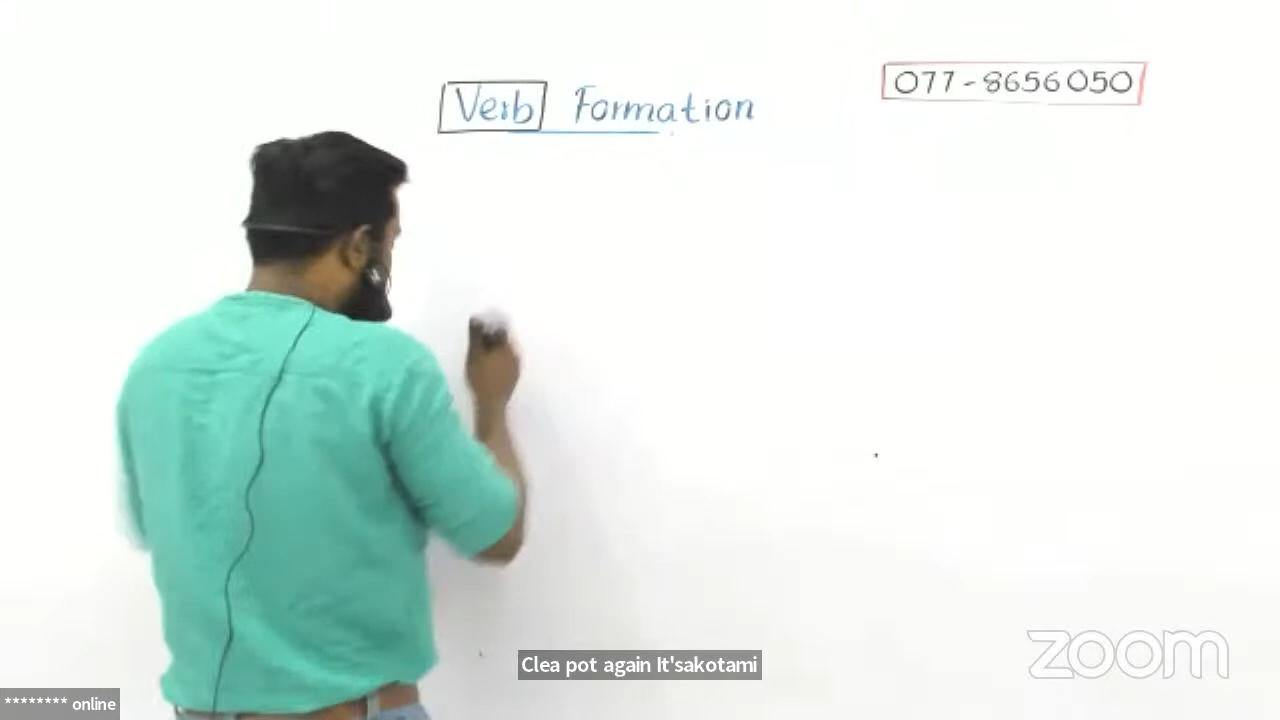 Verb Formation
077-8656050
Clea pot again It'sakotami
******** online
zoom